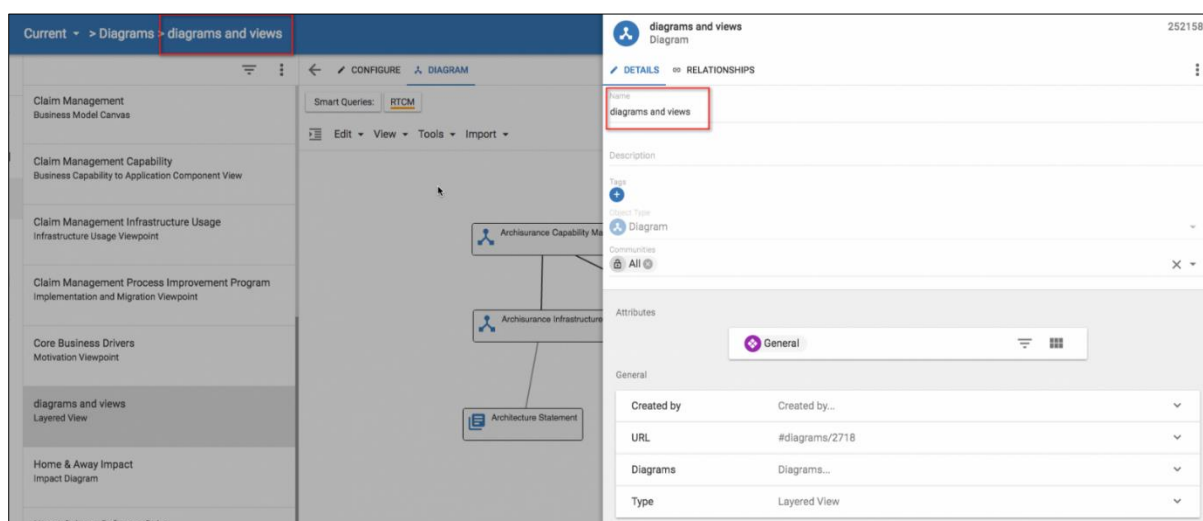 Current > Diagrams > diagrams and views
Claim Management
Business Model Canvas
Claim Management Capability
Business Capability to Application Component View
Claim Management Infrastructure Usage
Infrastructure Usage Viewpoint
Claim Management Process Improvement Program
Implementation and Migration Viewpoint
Core Business Drivers
Motivation Viewpoint
diagrams and views
Layered View
Home & Away Impact
Impact Diagram
CONFIGURE DIAGRAM
Smart Queries: RTCM
Edit View Tools Import
Archisurance Capability Ma
Archisurance Infrastructure
Architecture Statement
diagrams and views 252158
Diagram
DETAILS RELATIONSHIPS
Name
diagrams and views
Description
Tags
Object Type
Diagram
Communities
All
Attributes
General
General
Created by Created by...
URL #diagrams/2718
Diagrams Diagrams...
Type Layered View